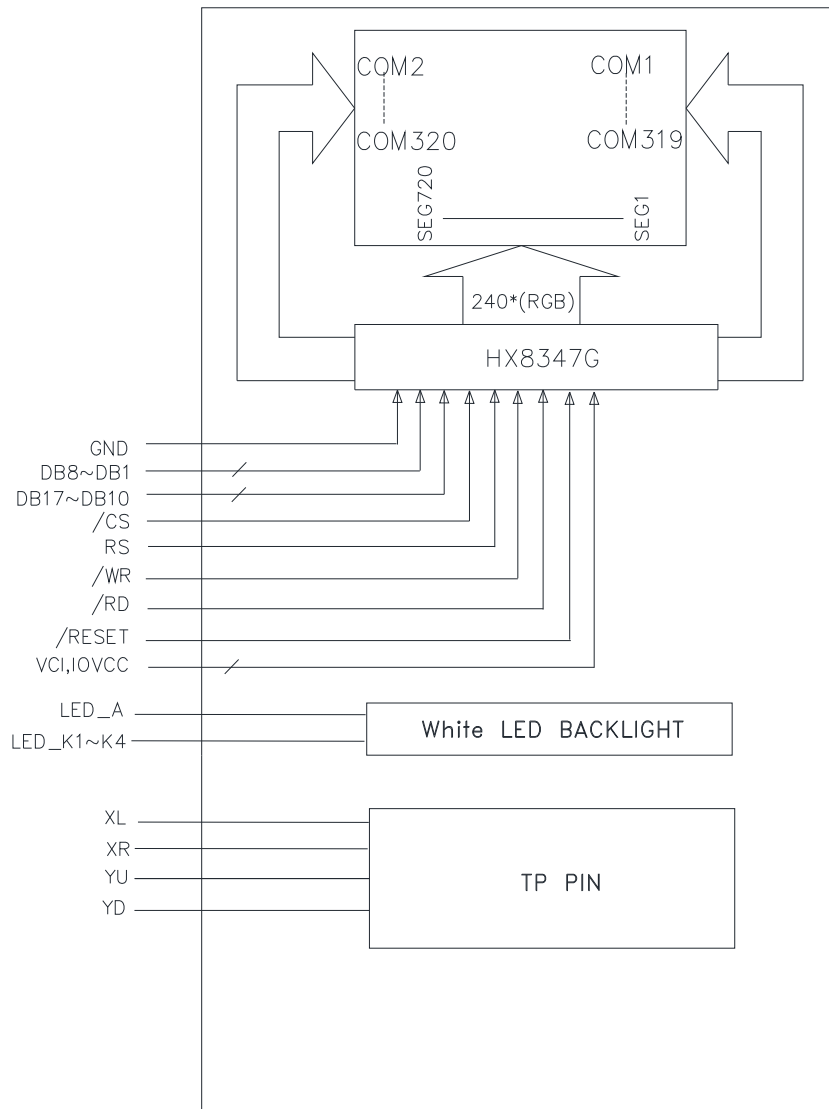 COM2 COM1
COM320 COM319
SEG720 SEG1
240*(RGB)
HX8347G
GND
DB8~DB1
DB17~DB10
/CS
RS
/WR
/RD
/RESET
VCI,IOVCC
LED_A
LED_K1~K4
White LED BACKLIGHT
XL
XR
YU
YD
TP PIN